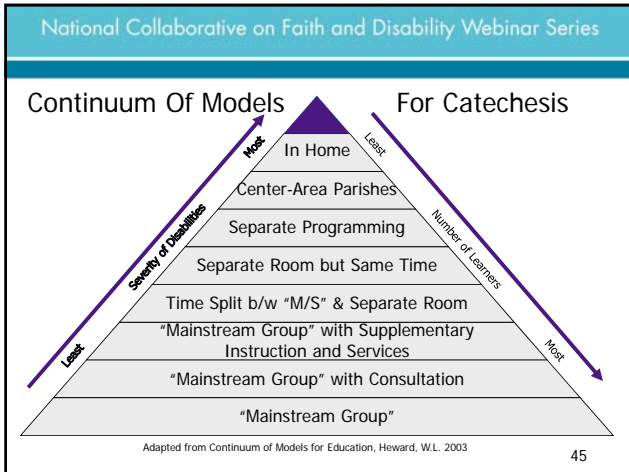 National Collaborative on Faith and Disability Webinar Series
Continuum Of Models For Catechesis
Most
Severity of Disabilities
Least
Least
Number of Learners
Most
In Home
Center-Area Parishes
Separate Programming
Separate Room but Same Time
Time Split b/w "M/S" & Separate Room
"Mainstream Group" with Supplementary
Instruction and Services
"Mainstream Group" with Consultation
"Mainstream Group"
Adapted from Continuum of Models for Education, Heward, W.L. 2003
45